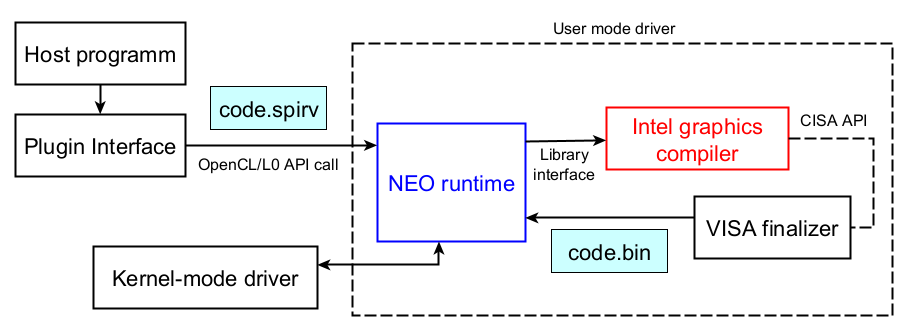 User mode driver
Host programm
code.spirv
Plugin Interface
OpenCL/L0 API call
NEO runtime
Library
interface
Intel graphics
compiler
CISA API
VISA finalizer
code.bin
Kernel-mode driver